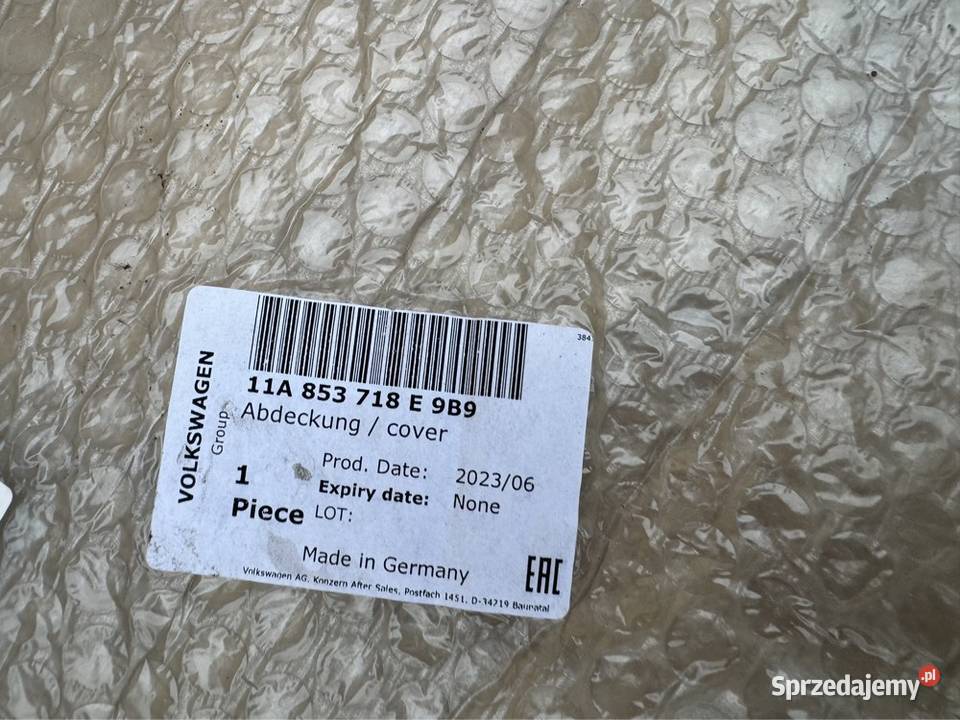 384
11A 853 718 E 9B9
Abdeckung / cover
VOLKSWAGEN
Group
Prod. Date: 2023/06
1 Expiry date: None
Piece LOT:
Made in Germany
EAC
Volkswagen AG, Konzern After Sales, Postfach 1451, D-34219 Baunatal
Sprzedajemy.pl